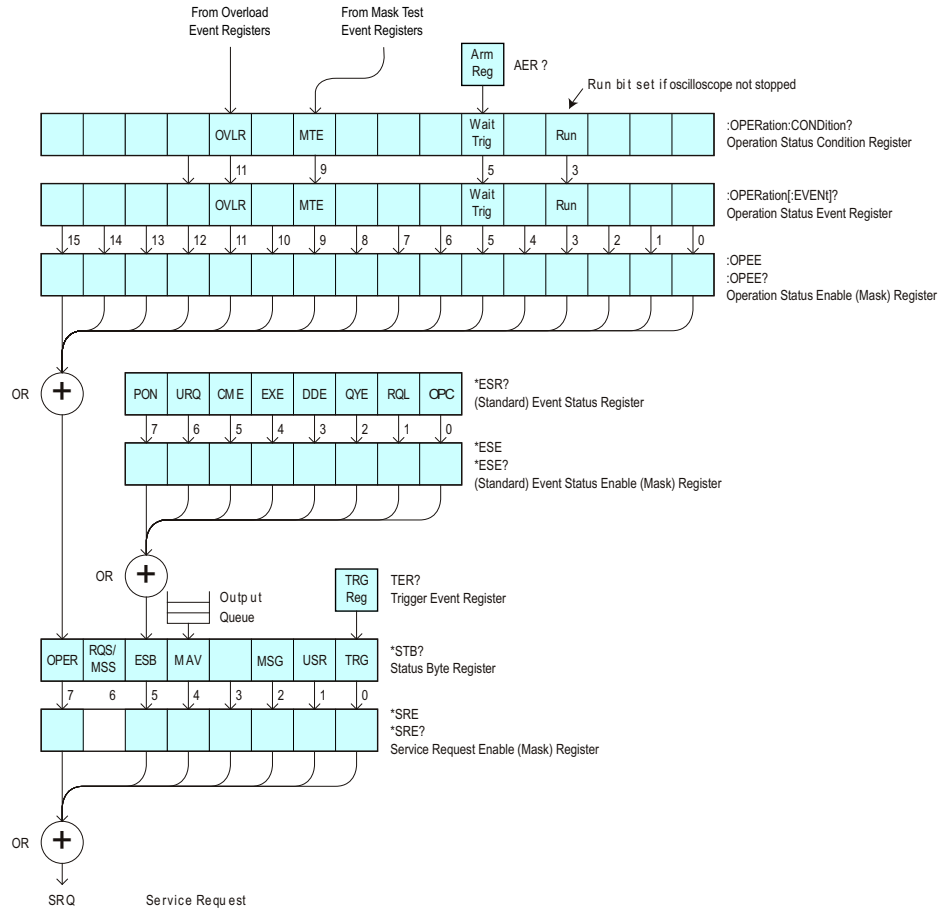 From Overload
Event Registers
From Mask Test
Event Registers
Arm
Reg
AER ?
Run bit set if oscilloscope not stopped
OVLR
MTE
Wait
Trig
Run
:OPERation:CONDition?
Operation Status Condition Register
11
9
5
3
OVLR
MTE
Wait
Trig
Run
:OPERation[:EVENt]?
Operation Status Event Register
15
14
13
12
11
10
9
8
7
6
5
4
3
2
1
0
:OPEE
:OPEE?
Operation Status Enable (Mask) Register
OR
+
PON
URQ
CME
EXE
DDE
QYE
RQL
OPC
*ESR?
(Standard) Event Status Register
7
6
5
4
3
2
1
0
*ESE
*ESE?
(Standard) Event Status Enable (Mask) Register
OR
+
Output
Queue
TRG
Reg
TER?
Trigger Event Register
OPER
RQS/
MSS
ESB
MAV
MSG
USR
TRG
*STB?
Status Byte Register
7
6
5
4
3
2
1
0
*SRE
*SRE?
Service Request Enable (Mask) Register
OR
+
SRQ
Service Request